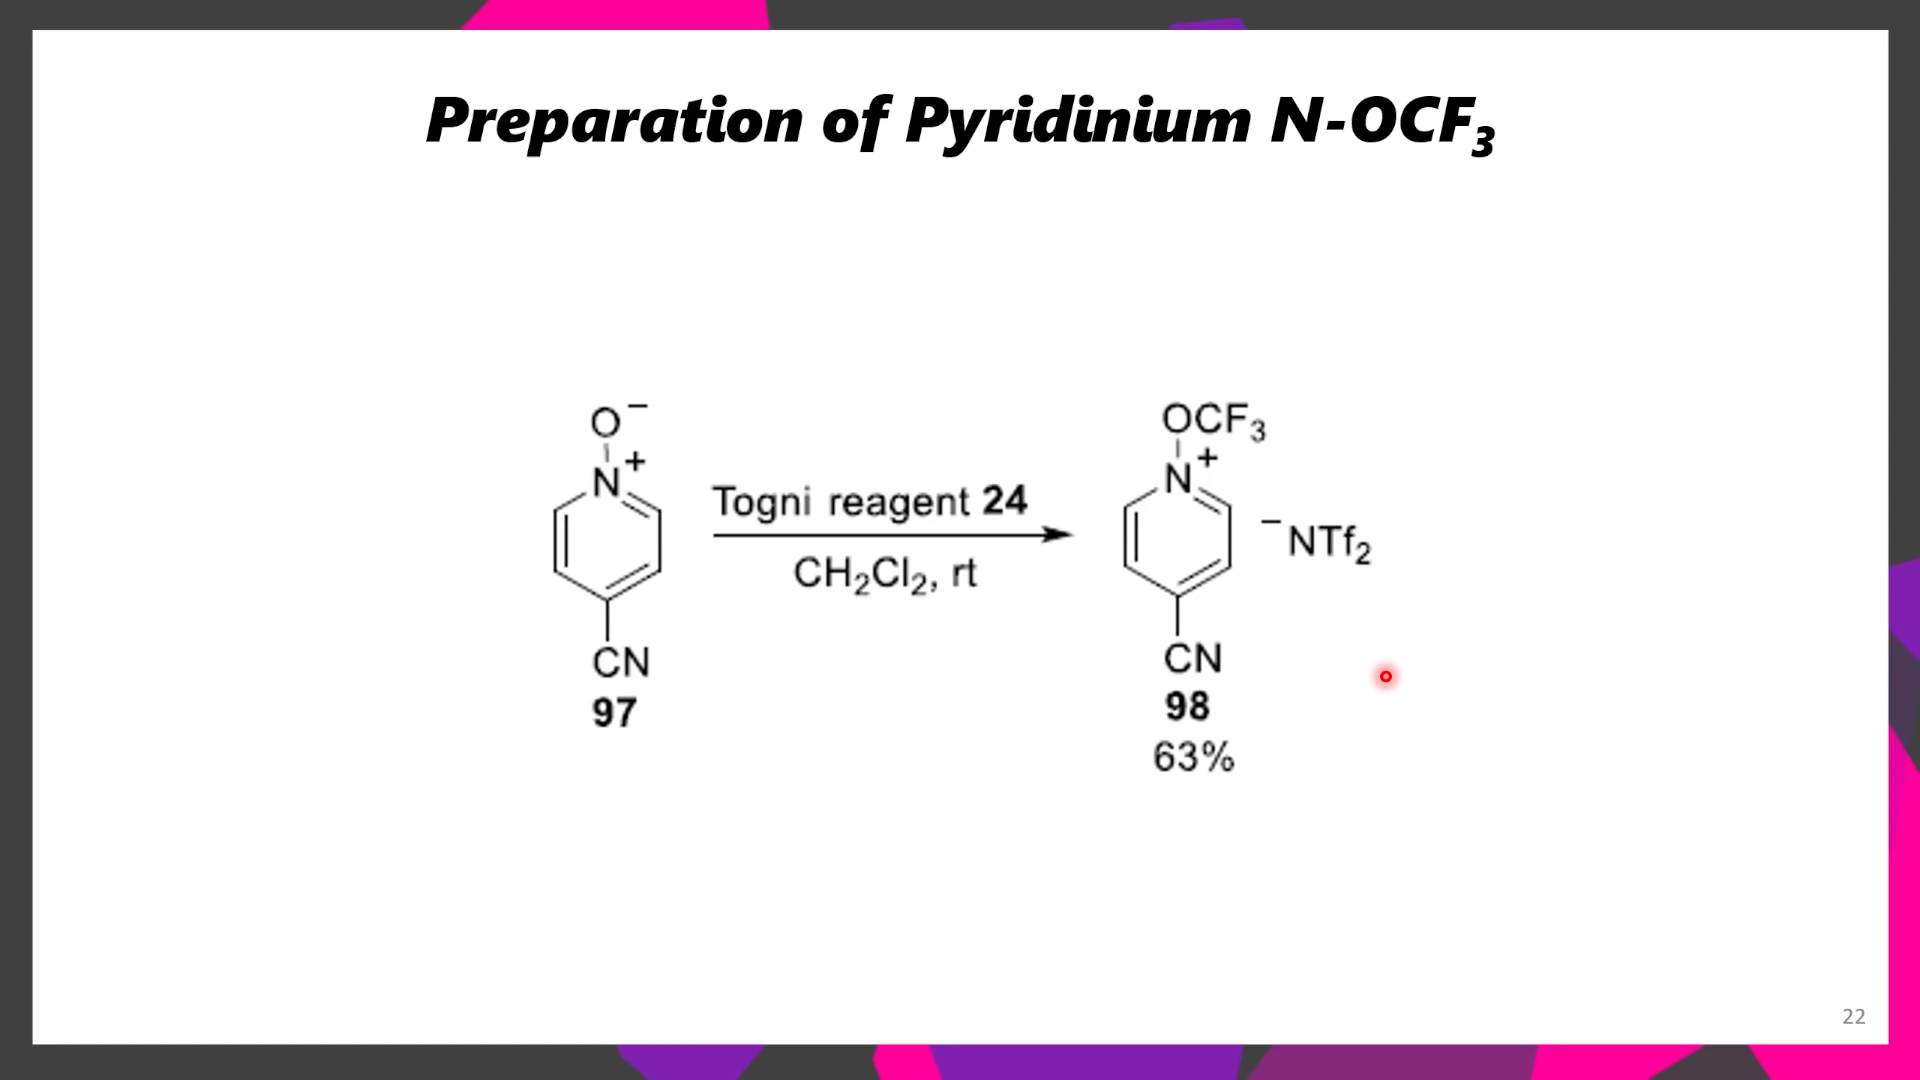 Preparation of Pyridinium N-OCF3
O−
N+
CN
97
Togni reagent 24
CH2Cl2, rt
OCF3
N+
−NTf2
CN
98
63%
22